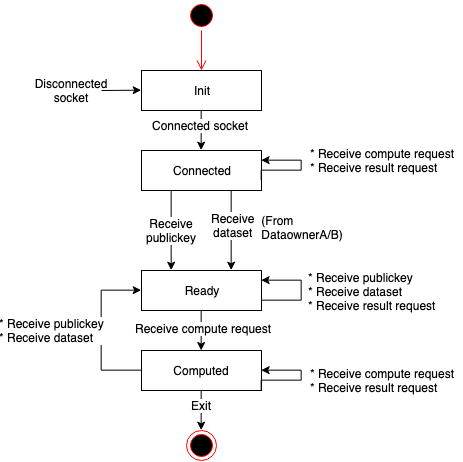 Disconnected
socket
Init
Connected socket
Connected
* Receive compute request
* Receive result request
Receive
publickey
Receive
dataset
(From
DataownerA/B)
Ready
* Receive publickey
* Receive dataset
* Receive result request
* Receive publickey
* Receive dataset
Receive compute request
Computed
* Receive compute request
* Receive result request
Exit